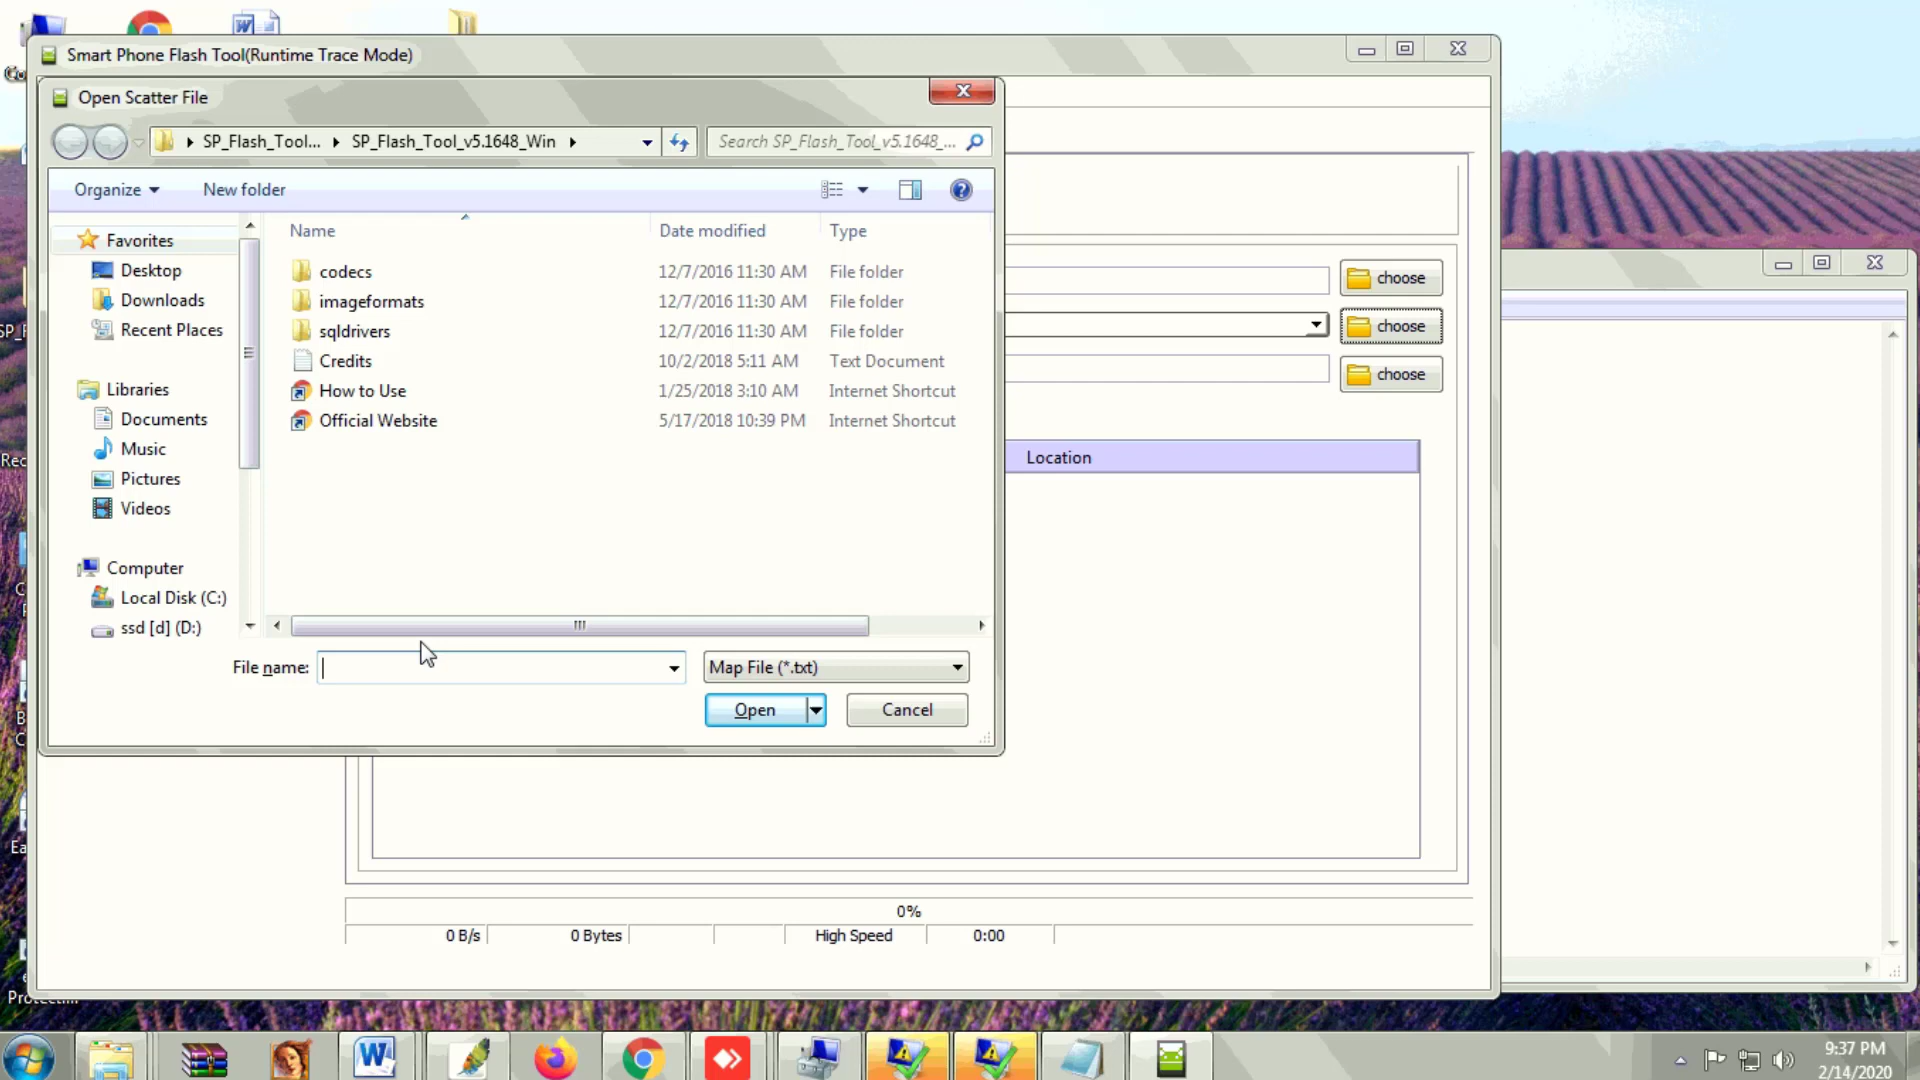 Smart Phone Flash Tool(Runtime Trace Mode)
Open Scatter File
SP_Flash_Tool... SP_Flash_Tool_v5.1648_Win
Search SP_Flash_Tool_v5.1648_...
Organize New folder
Favorites
Desktop
Downloads
Recent Places
Libraries
Documents
Music
Pictures
Videos
Computer
Local Disk (C:)
ssd [d] (D:)
Name Date modified Type
codecs 12/7/2016 11:30 AM File folder
imageformats 12/7/2016 11:30 AM File folder
sqldrivers 12/7/2016 11:30 AM File folder
Credits 10/2/2018 5:11 AM Text Document
How to Use 1/25/2018 3:10 AM Internet Shortcut
Official Website 5/17/2018 10:39 PM Internet Shortcut
File name: Map File (*.txt)
Open Cancel
choose
choose
choose
Location
0%
0 B/s 0 Bytes High Speed 0:00
9:37 PM
2/14/2020